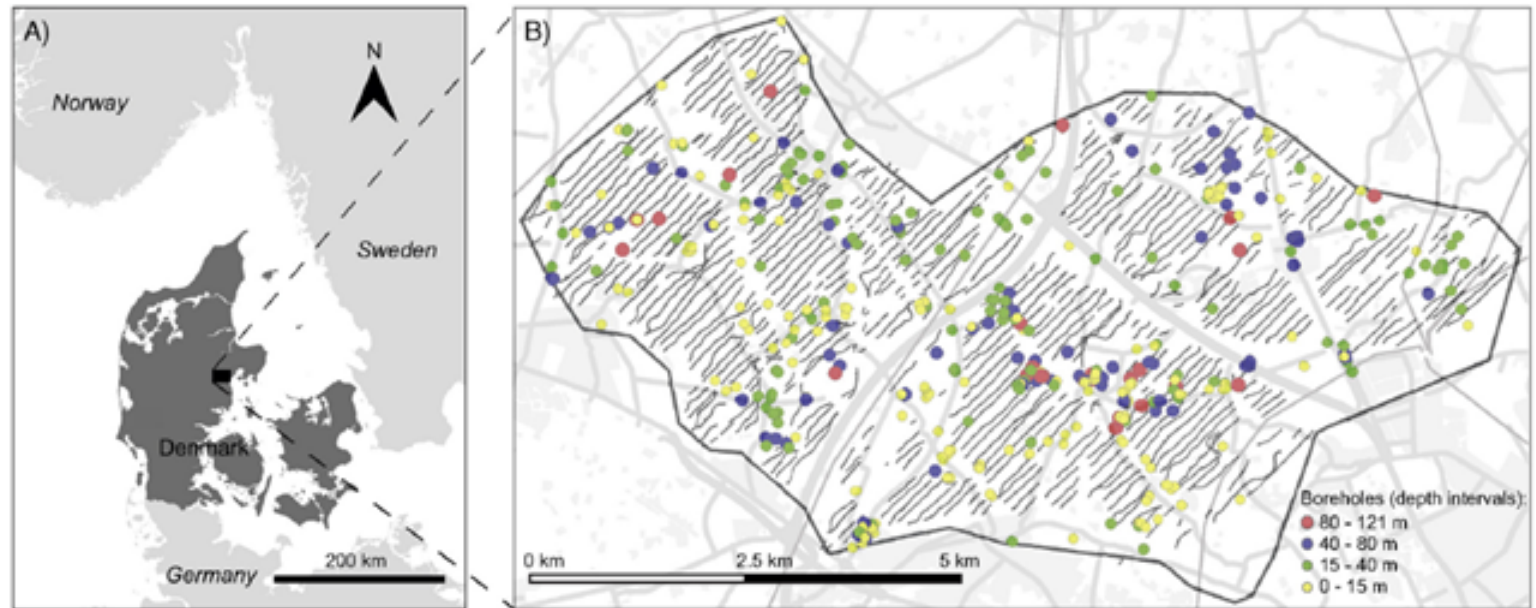 A)
N
Norway
Sweden
Denmark
Germany
200 km
B)
0 km
2.5 km
5 km
Boreholes (depth intervals):
80 - 121 m
40 - 80 m
15 - 40 m
0 - 15 m